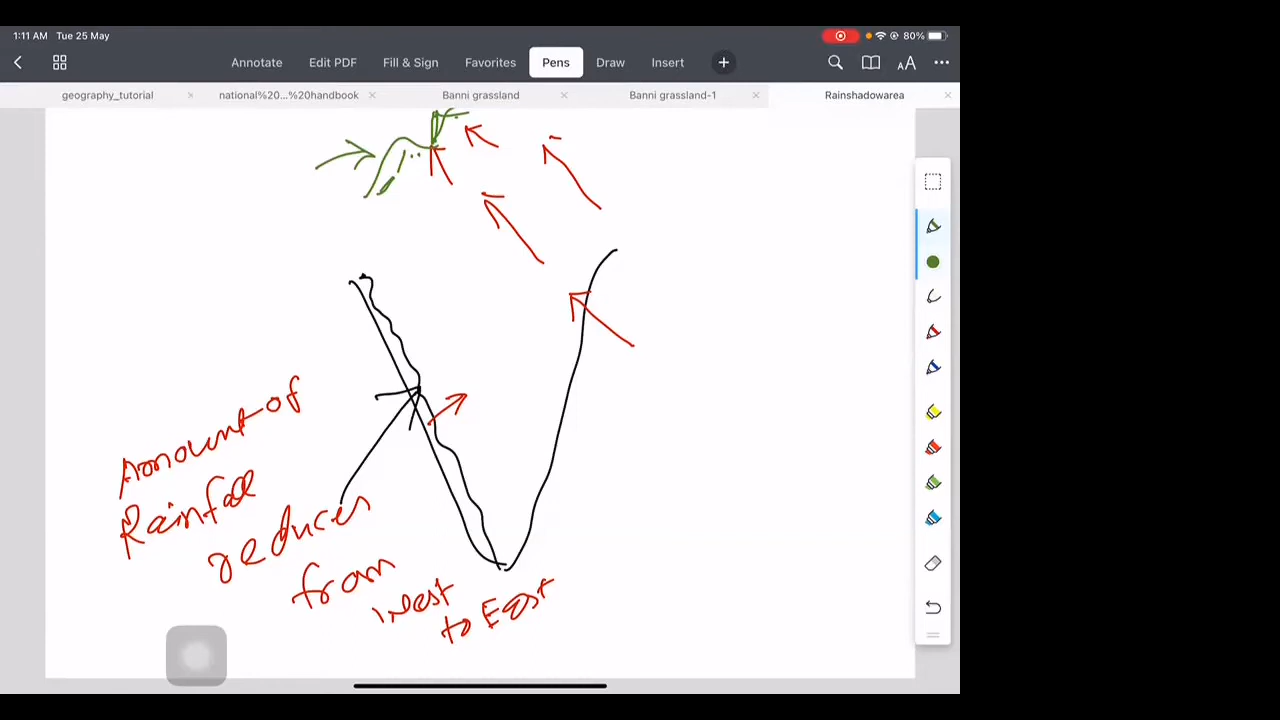 1:11 AM Tue 25 May
80%
Annotate Edit PDF Fill & Sign Favorites Pens Draw Insert
geography_tutorial national%20...%20handbook Banni grassland Banni grassland-1 Rainshadowarea
Amount of
Rainfall
reduces
from
West
to East